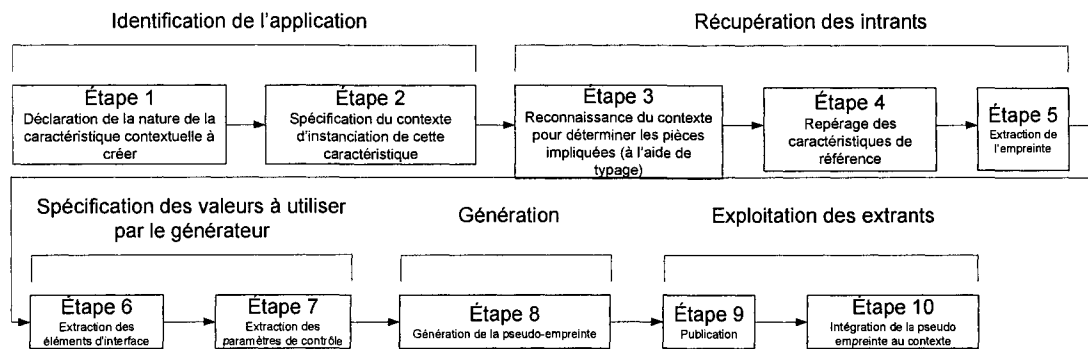 Identification de l'application
Récupération des intrants
Étape 1
Déclaration de la nature de la
caractéristique contextuelle à
créer
Étape 2
Spécification du contexte
d'instanciation de cette
caractéristique
Étape 3
Reconnaissance du contexte
pour déterminer les pièces
impliquées (à l'aide de
typage)
Étape 4
Repérage des
caractéristiques de
référence
Étape 5
Extraction de
l'empreinte
Spécification des valeurs à utiliser
par le générateur
Génération
Exploitation des extrants
Étape 6
Extraction des
éléments d'interface
Étape 7
Extraction des
paramètres de contrôle
Étape 8
Génération de la pseudo-empreinte
Étape 9
Publication
Étape 10
Intégration de la pseudo
empreinte au contexte